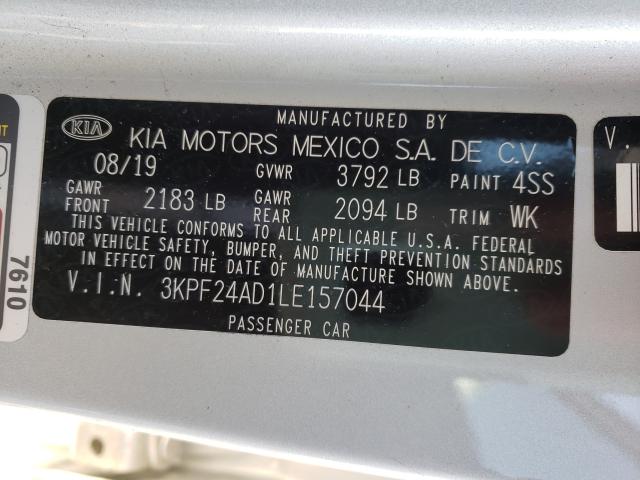 MANUFACTURED BY
KIA KIA MOTORS MEXICO S.A. DE C.V.
08/19 GVWR 3792 LB PAINT 4SS
GAWR FRONT 2183 LB GAWR REAR 2094 LB TRIM WK
THIS VEHICLE CONFORMS TO ALL APPLICABLE U.S.A. FEDERAL
MOTOR VEHICLE SAFETY, BUMPER, AND THEFT PREVENTION STANDARDS
IN EFFECT ON THE DATE OF MANUFACTURE SHOWN ABOVE.
V.I.N. 3KPF24AD1LE157044
PASSENGER CAR
7610
V.